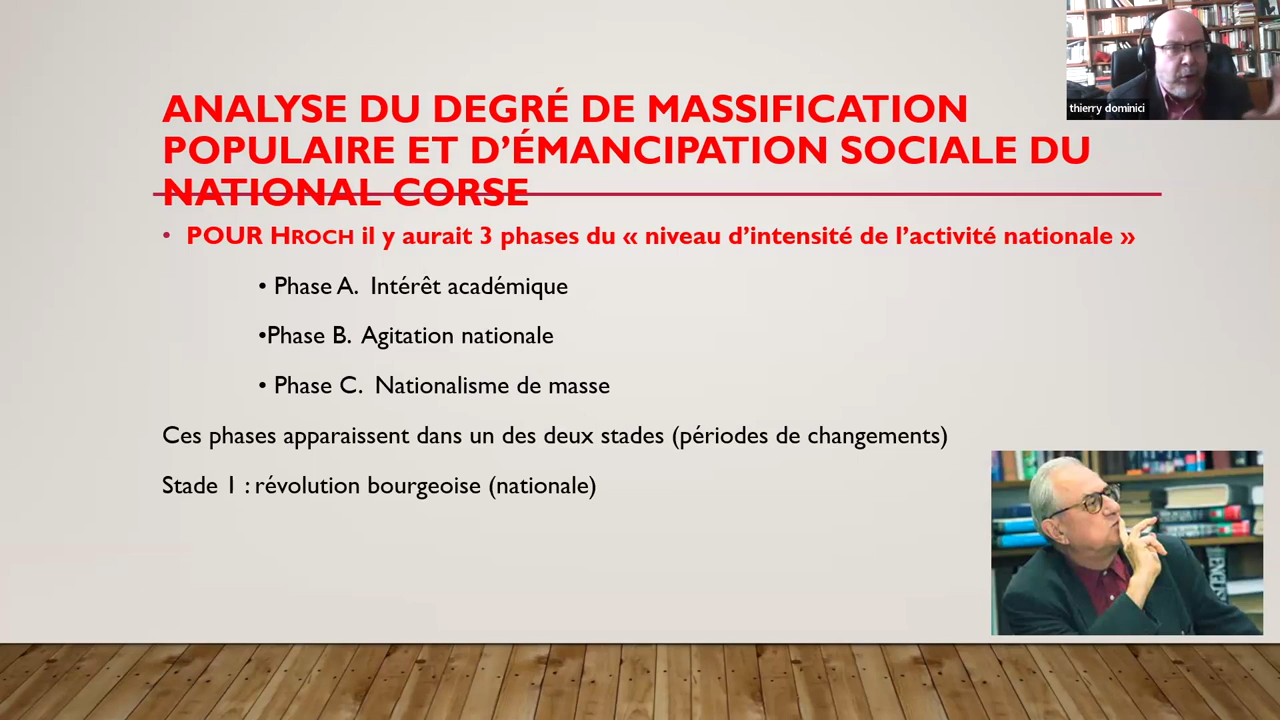 ANALYSE DU DEGRÉ DE MASSIFICATION
POPULAIRE ET D’ÉMANCIPATION SOCIALE DU
NATIONAL CORSE
• POUR HROCH il y aurait 3 phases du « niveau d’intensité de l’activité nationale »
• Phase A. Intérêt académique
•Phase B. Agitation nationale
• Phase C. Nationalisme de masse
Ces phases apparaissent dans un des deux stades (périodes de changements)
Stade 1 : révolution bourgeoise (nationale)
thierry dominici